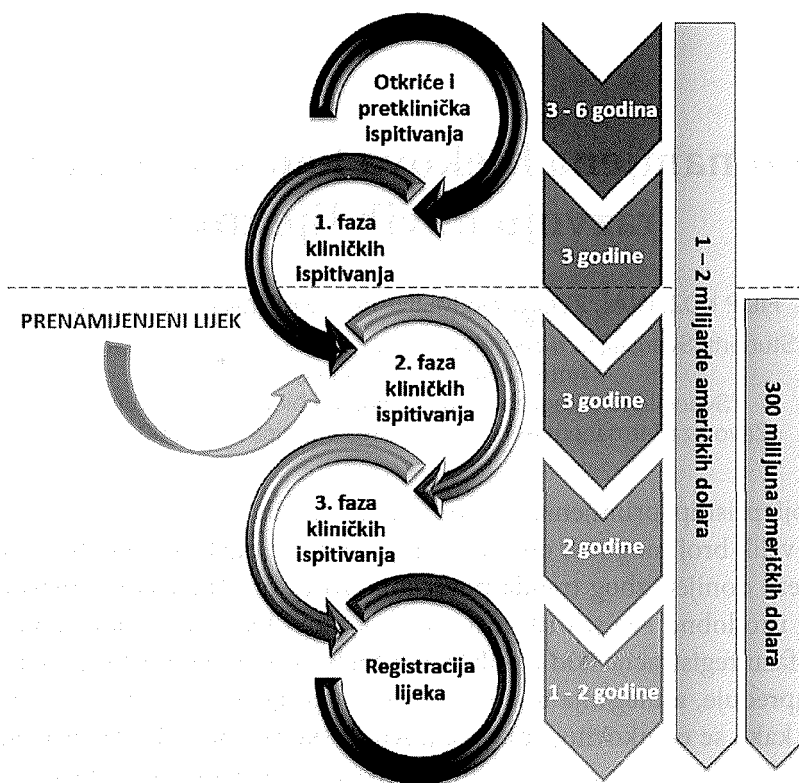 Otkriće i
pretklinička
ispitivanja
3 - 6 godina
1. faza
kliničkih
ispitivanja
3 godine
PRENAMIJENJENI LIJEK
2. faza
kliničkih
ispitivanja
3 godine
3. faza
kliničkih
ispitivanja
2 godine
Registracija
lijeka
1 - 2 godine
1 – 2 milijarde američkih dolara
300 milijuna američkih dolara